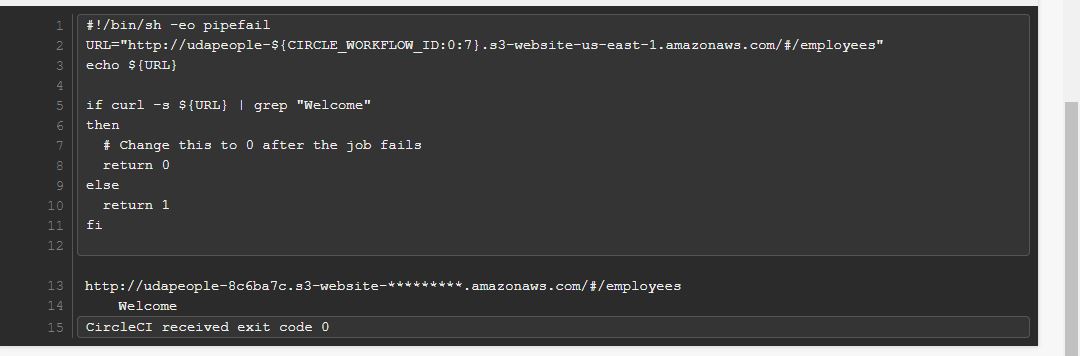 1 #!/bin/sh -eo pipefail
2 URL="http://udapeople-${CIRCLE_WORKFLOW_ID:0:7}.s3-website-us-east-1.amazonaws.com/#/employees"
3 echo ${URL}
4
5 if curl -s ${URL} | grep "Welcome"
6 then
7 # Change this to 0 after the job fails
8 return 0
9 else
10 return 1
11 fi
12
13 http://udapeople-8c6ba7c.s3-website-*********.amazonaws.com/#/employees
14 Welcome
15 CircleCI received exit code 0